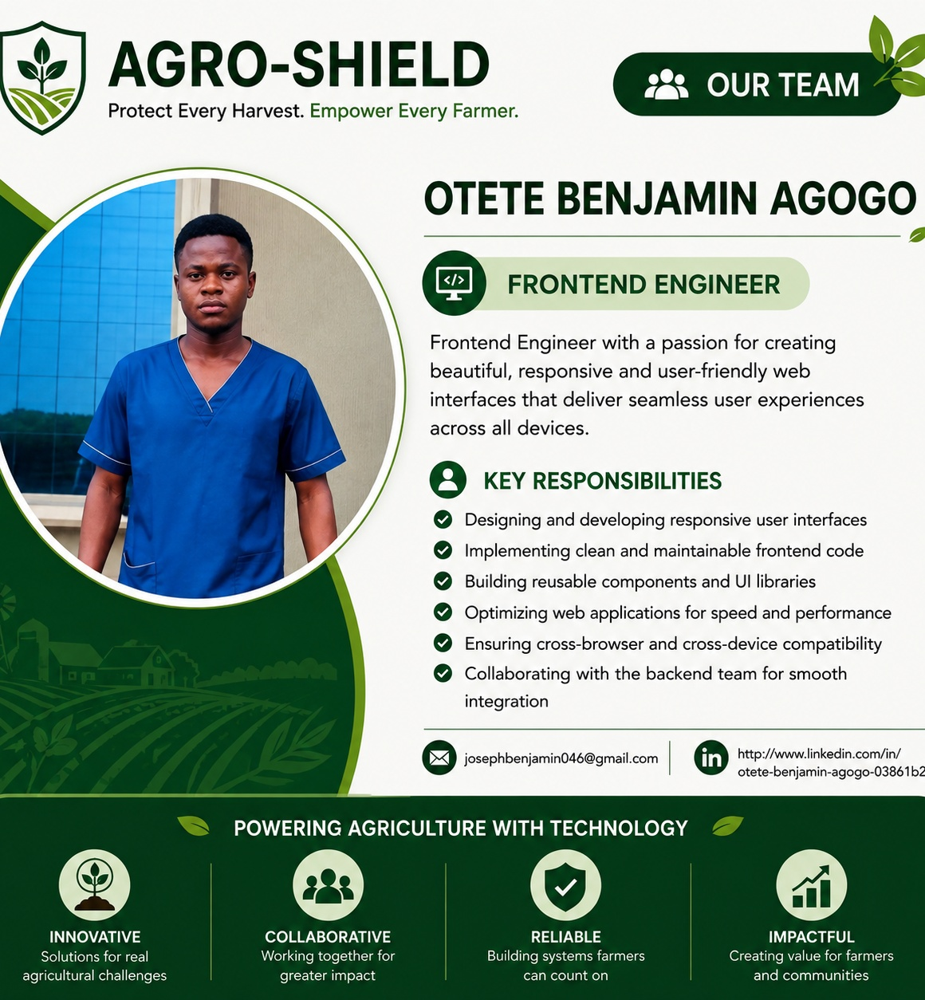 AGRO-SHIELD
Protect Every Harvest. Empower Every Farmer.
OUR TEAM
OTETE BENJAMIN AGOGO
</>
FRONTEND ENGINEER
Frontend Engineer with a passion for creating
beautiful, responsive and user-friendly web
interfaces that deliver seamless user experiences
across all devices.
KEY RESPONSIBILITIES
Designing and developing responsive user interfaces
Implementing clean and maintainable frontend code
Building reusable components and UI libraries
Optimizing web applications for speed and performance
Ensuring cross-browser and cross-device compatibility
Collaborating with the backend team for smooth
integration
josephbenjamin046@gmail.com
in
http://www.linkedin.com/in/
otete-benjamin-agogo-03861b2
POWERING AGRICULTURE WITH TECHNOLOGY
INNOVATIVE
Solutions for real
agricultural challenges
COLLABORATIVE
Working together for
greater impact
RELIABLE
Building systems farmers
can count on
IMPACTFUL
Creating value for farmers
and communities